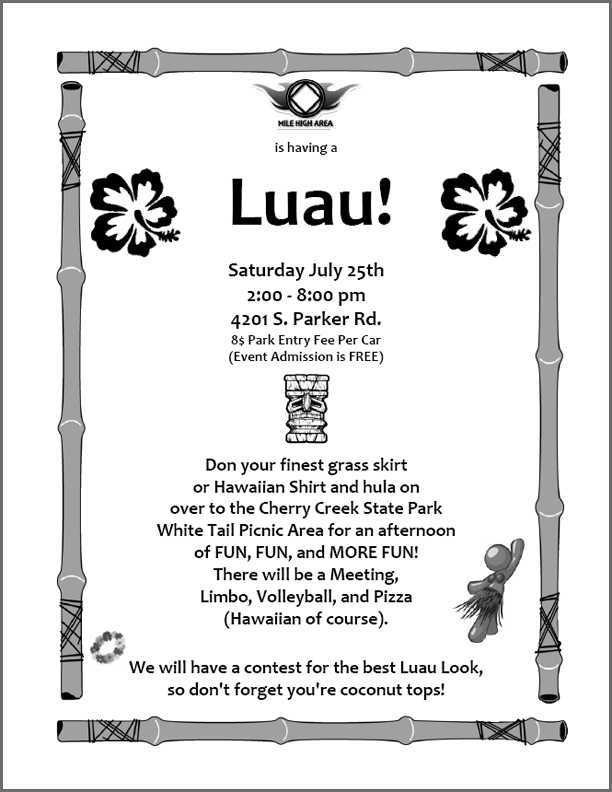 MILE HIGH AREA
is having a
Luau!
Saturday July 25th
2:00 - 8:00 pm
4201 S. Parker Rd.
8$ Park Entry Fee Per Car
(Event Admission is FREE)
Don your finest grass skirt
or Hawaiian Shirt and hula on
over to the Cherry Creek State Park
White Tail Picnic Area for an afternoon
of FUN, FUN, and MORE FUN!
There will be a Meeting,
Limbo, Volleyball, and Pizza
(Hawaiian of course).
We will have a contest for the best Luau Look,
so don't forget you're coconut tops!